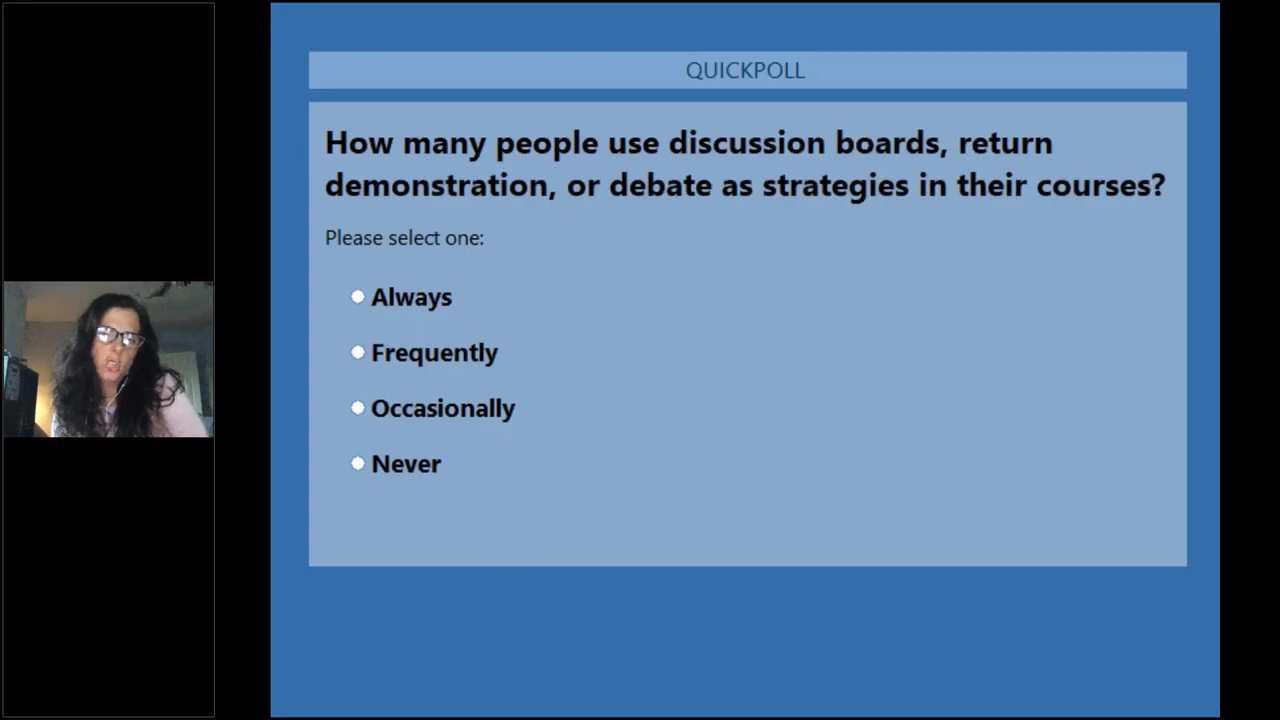 QUICKPOLL
How many people use discussion boards, return
demonstration, or debate as strategies in their courses?
Please select one:
Always
Frequently
Occasionally
Never